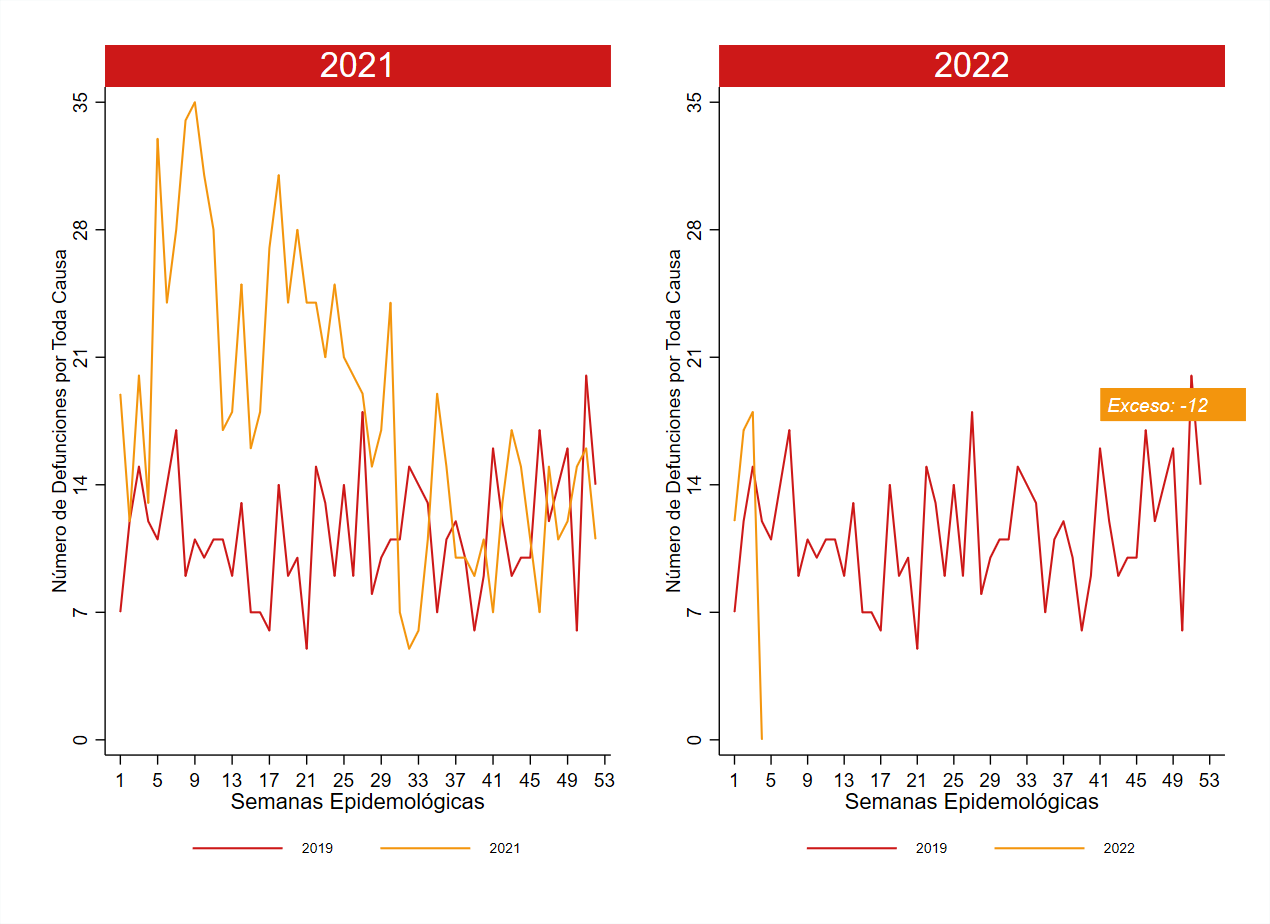 2021
Número de Defunciones por Toda Causa
35
28
21
14
7
0
1 5 9 13 17 21 25 29 33 37 41 45 49 53
Semanas Epidemológicas
2019 2021
2022
Número de Defunciones por Toda Causa
35
28
21
14
7
0
Exceso: -12
1 5 9 13 17 21 25 29 33 37 41 45 49 53
Semanas Epidemológicas
2019 2022